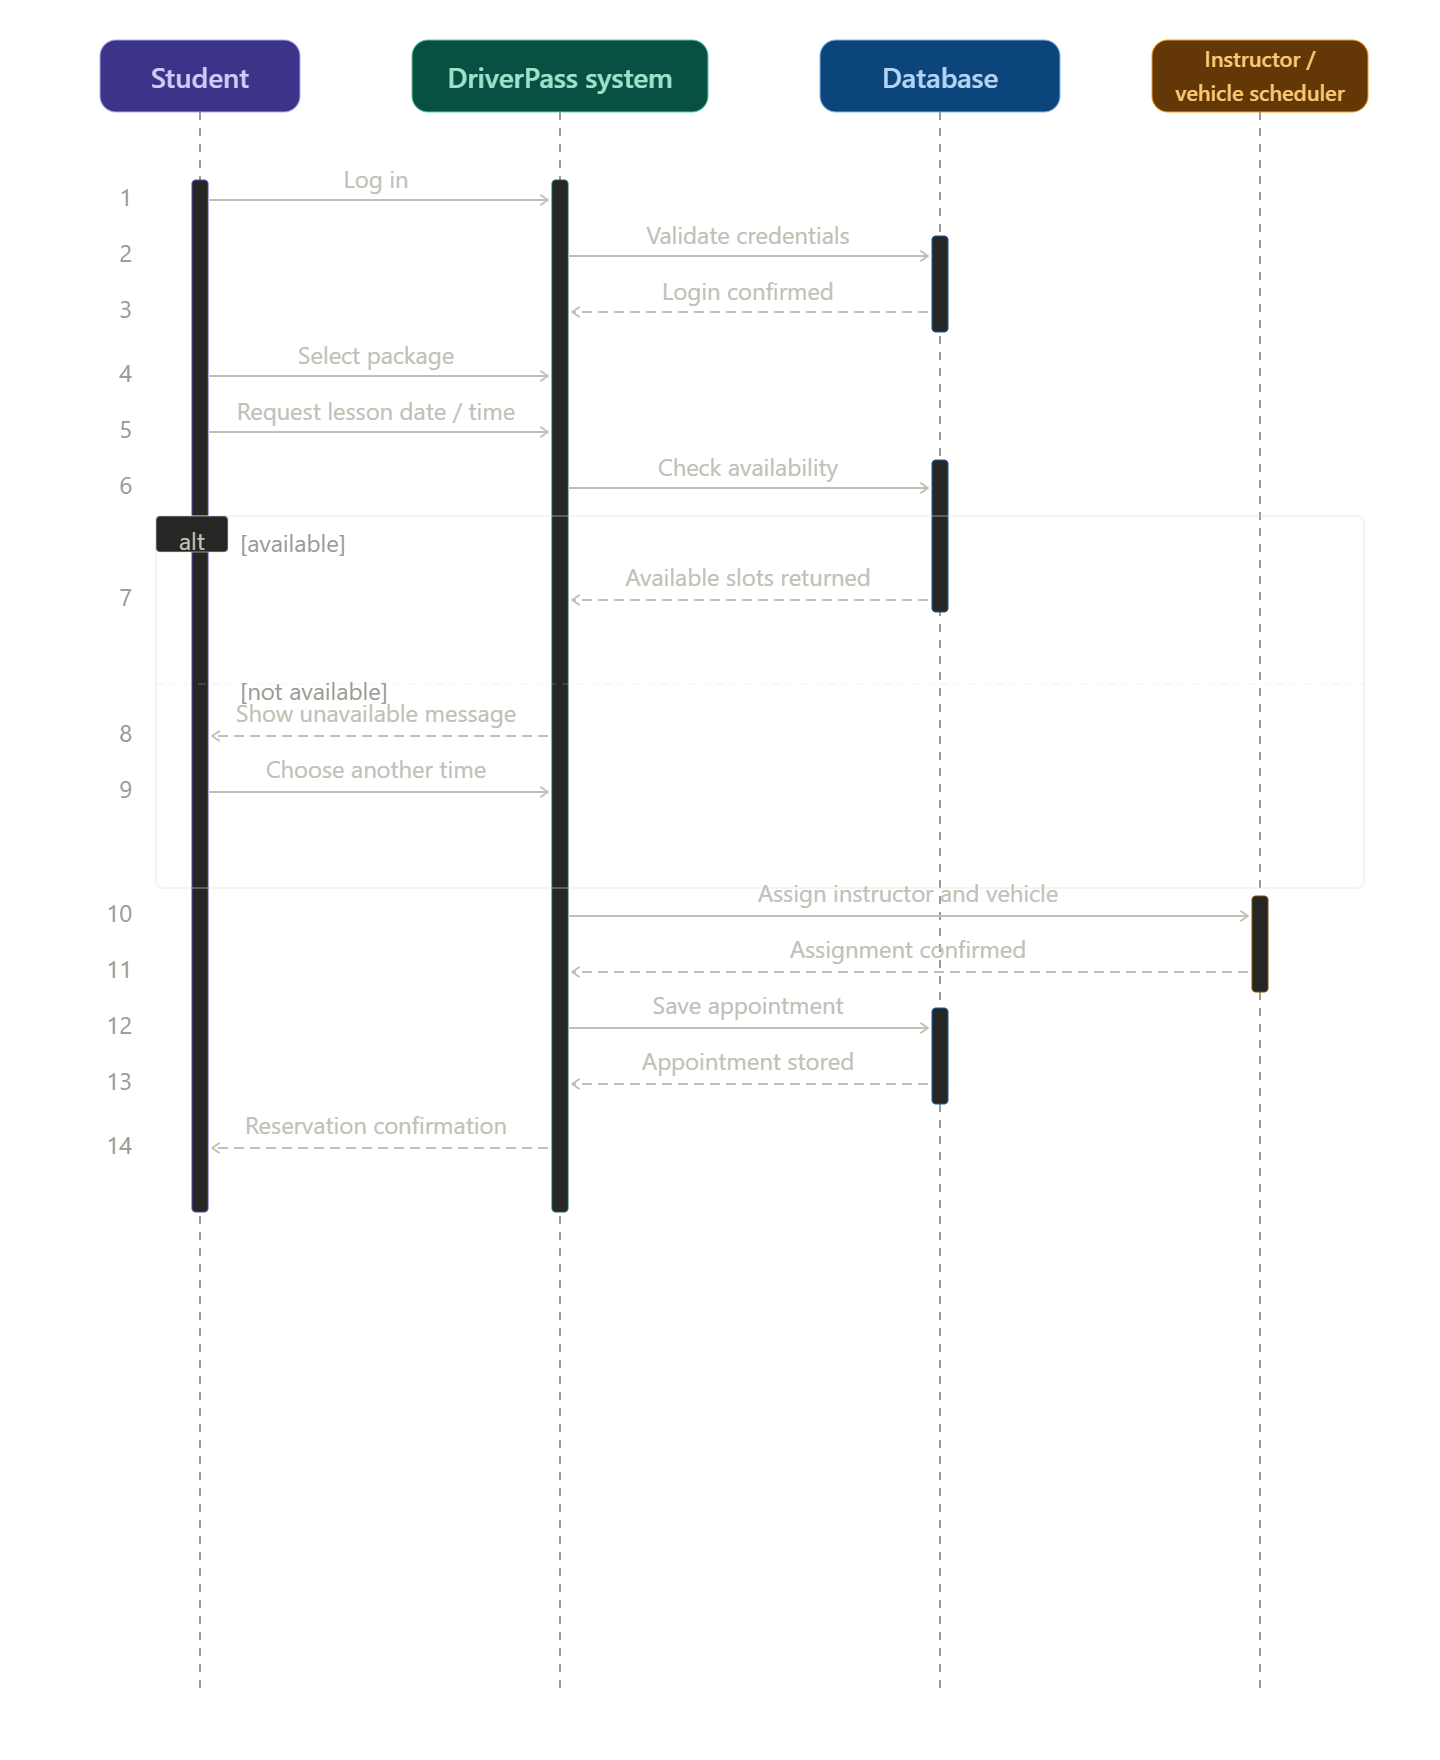 Student
DriverPass system
Database
Instructor /
vehicle scheduler
1
Log in
2
Validate credentials
3
Login confirmed
4
Select package
5
Request lesson date / time
6
Check availability
alt
[available]
7
Available slots returned
[not available]
8
Show unavailable message
9
Choose another time
10
Assign instructor and vehicle
11
Assignment confirmed
12
Save appointment
13
Appointment stored
14
Reservation confirmation